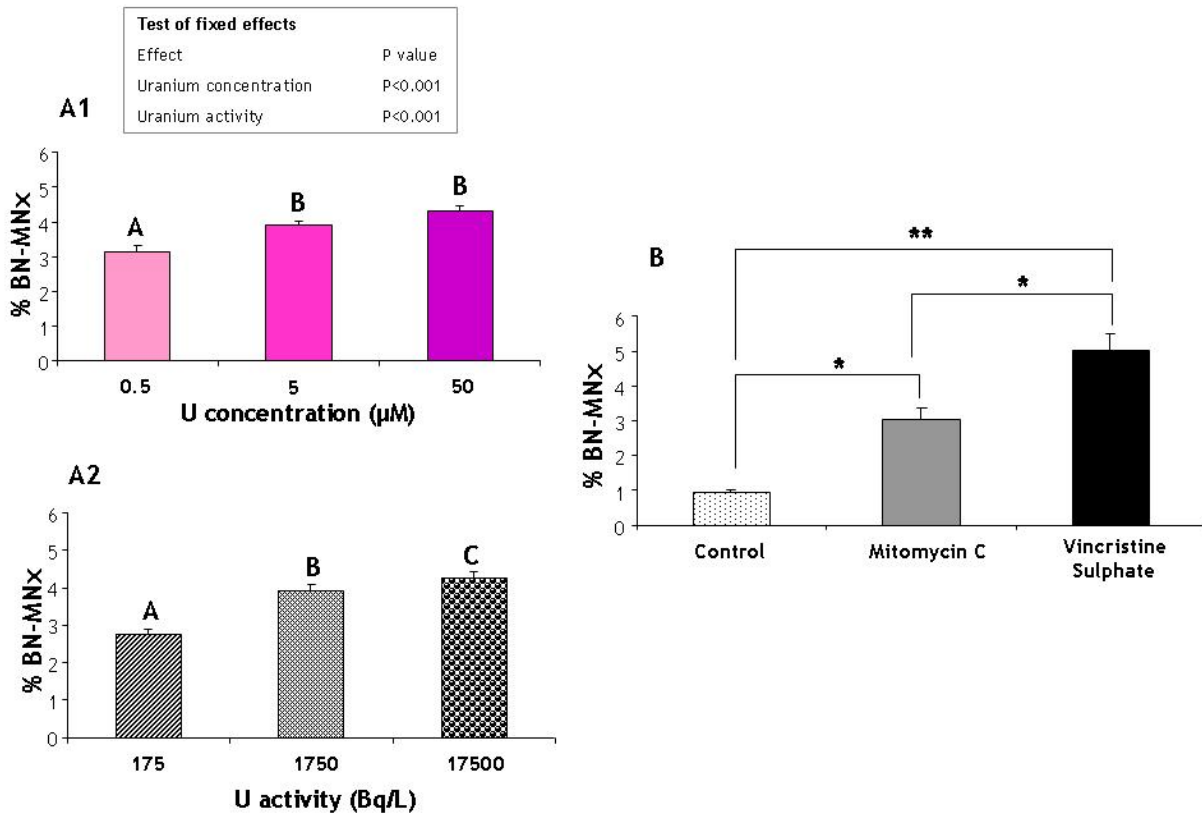 Test of fixed effects
Effect P value
Uranium concentration P<0.001
Uranium activity P<0.001
A1
% BN-MNx
6
5
4
3
2
1
0
A
B
B
0.5 5 50
U concentration (µM)
A2
% BN-MNx
6
5
4
3
2
1
0
A
B
C
175 1750 17500
U activity (Bq/L)
B
% BN-MNx
6
5
4
3
2
1
0
**
*
*
Control
Mitomycin C
Vincristine
Sulphate